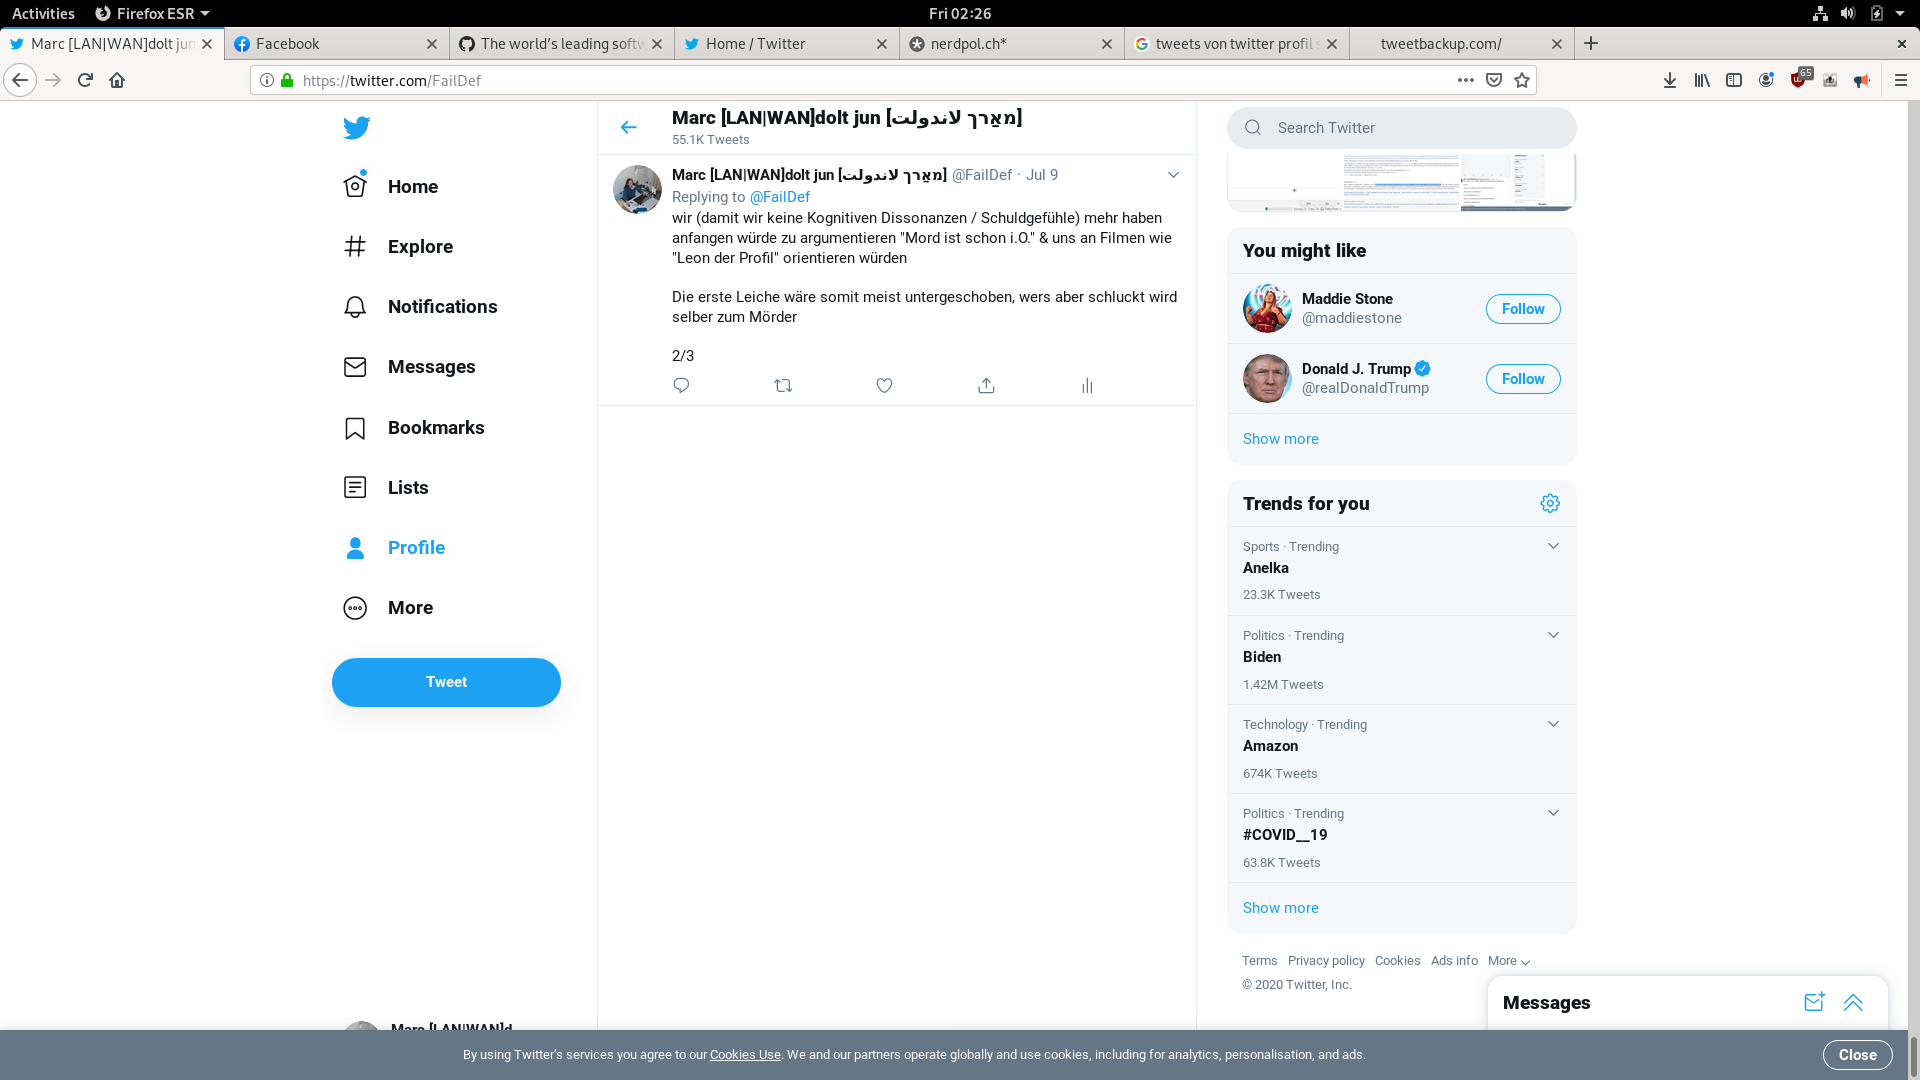 Activities Firefox ESR Fri 02:26
Marc [LAN|WAN]dolt jun Facebook The world's leading softw Home / Twitter nerdpol.ch* tweets von twitter profil s tweetbackup.com/
https://twitter.com/FailDef 65
Home
Explore
Notifications
Messages
Bookmarks
Lists
Profile
More
Tweet
Marc [LAN|WAN]d
Marc [LAN|WAN]dolt jun [מאַרך לאַנדולט]
55.1K Tweets
Marc [LAN|WAN]dolt jun [מאַרך לאַנדולט] @FailDef · Jul 9
Replying to @FailDef
wir (damit wir keine Kognitiven Dissonanzen / Schuldgefühle) mehr haben
anfangen würde zu argumentieren "Mord ist schon i.O." & uns an Filmen wie
"Leon der Profil" orientieren würden
Die erste Leiche wäre somit meist untergeschoben, wers aber schluckt wird
selber zum Mörder
2/3
Search Twitter
You might like
Maddie Stone
@maddiestone
Follow
Donald J. Trump
@realDonaldTrump
Follow
Show more
Trends for you
Sports · Trending
Anelka
23.3K Tweets
Politics · Trending
Biden
1.42M Tweets
Technology · Trending
Amazon
674K Tweets
Politics · Trending
#COVID__19
63.8K Tweets
Show more
Terms Privacy policy Cookies Ads info More
© 2020 Twitter, Inc.
Messages
By using Twitter's services you agree to our Cookies Use. We and our partners operate globally and use cookies, including for analytics, personalisation, and ads.
Close